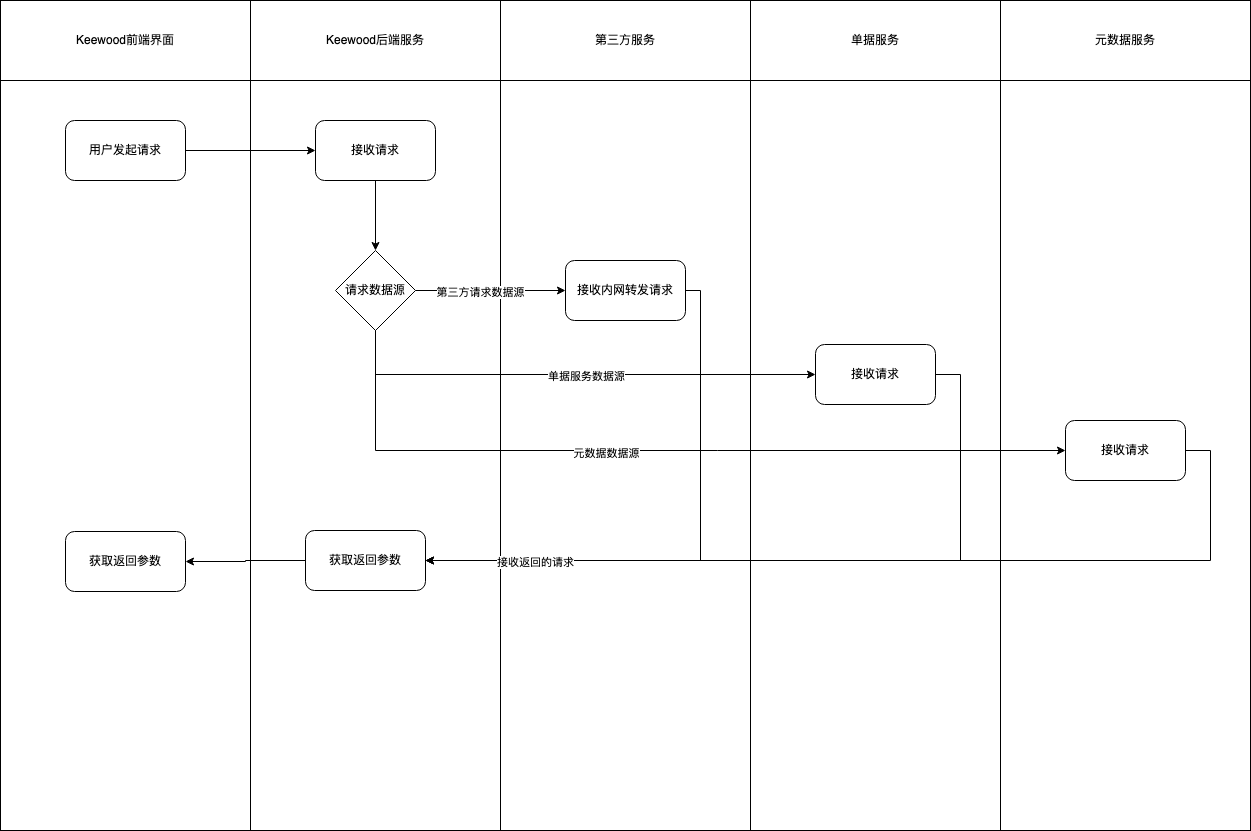 Keewood前端界面
Keewood后端服务
第三方服务
单据服务
元数据服务
用户发起请求
接收请求
请求数据源
第三方请求数据源
接收内网转发请求
单据服务数据源
接收请求
元数据数据源
接收请求
获取返回参数
获取返回参数
接收返回的请求